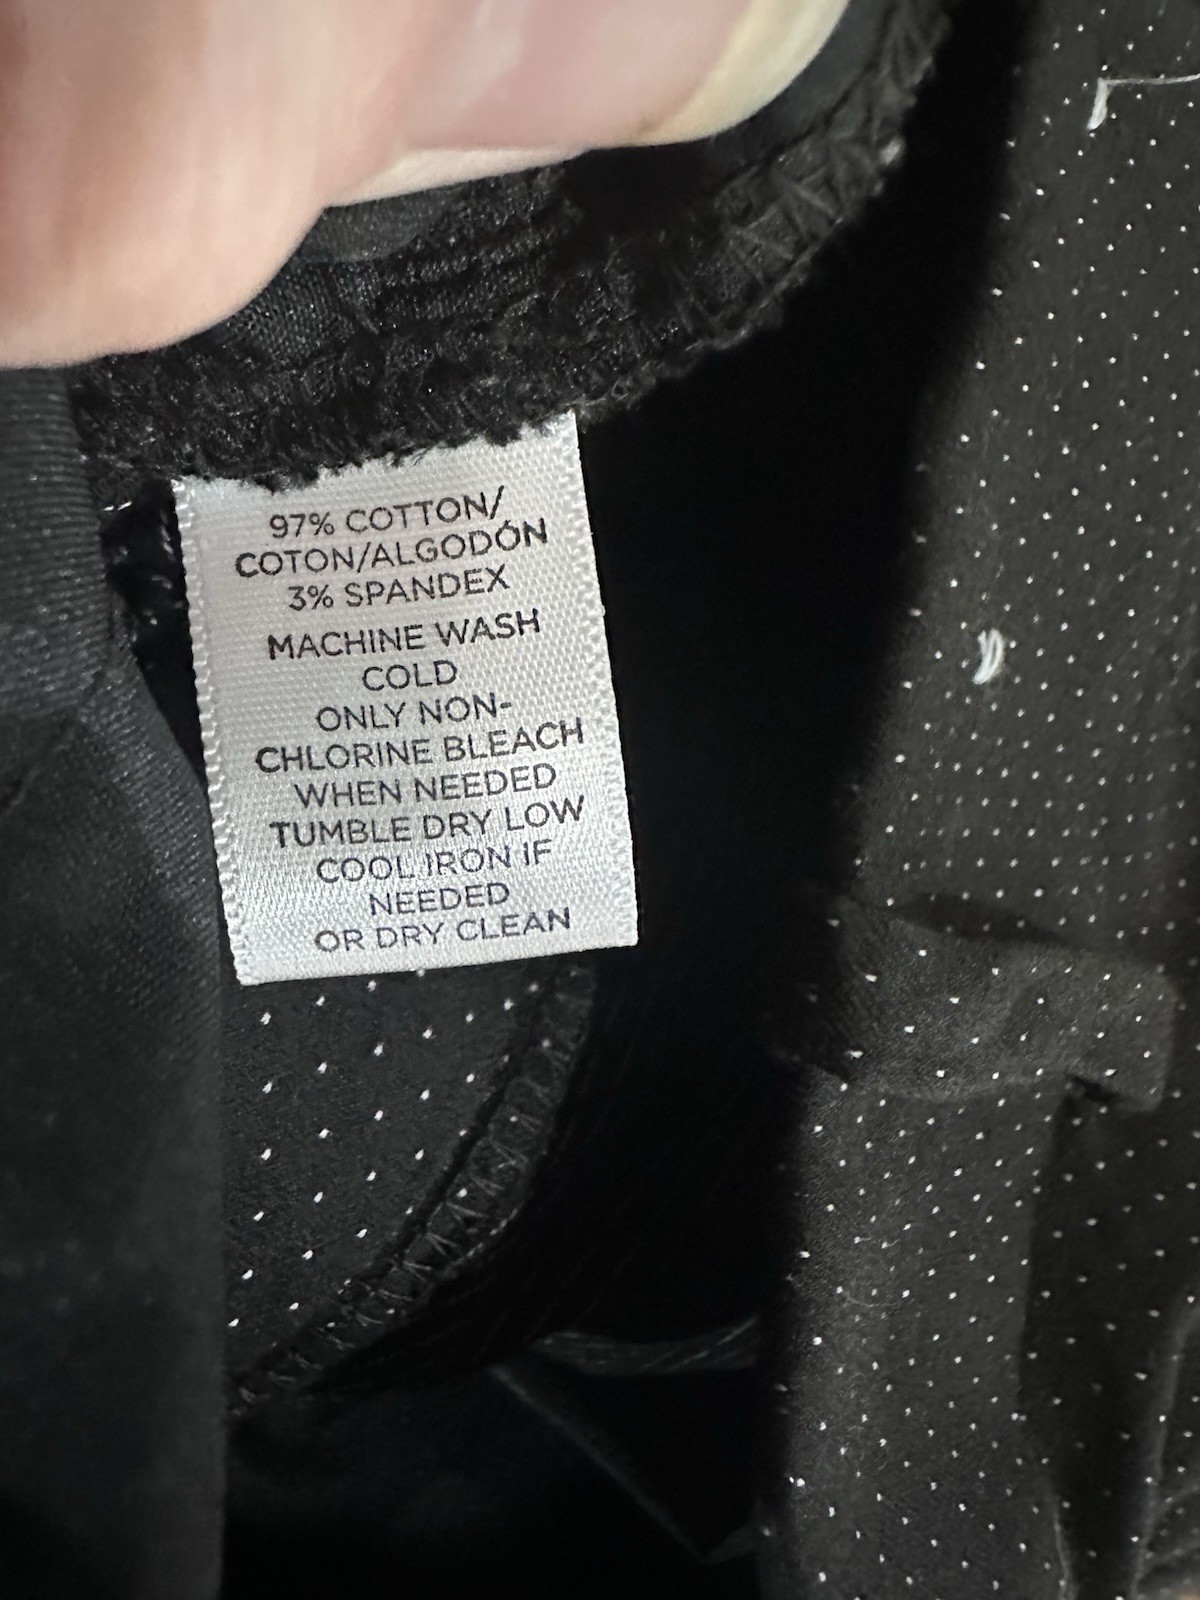 97% COTTON/
COTON/ALGODÓN
3% SPANDEX
MACHINE WASH
COLD
ONLY NON-
CHLORINE BLEACH
WHEN NEEDED
TUMBLE DRY LOW
COOL IRON IF
NEEDED
OR DRY CLEAN